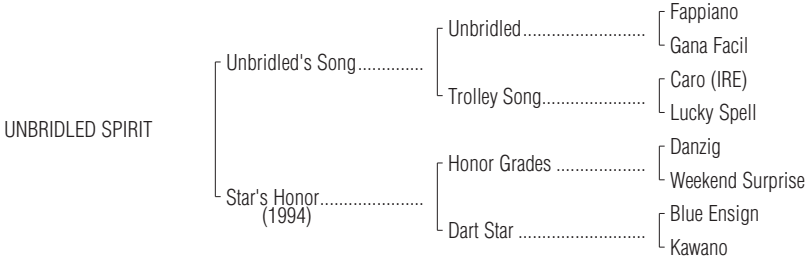 Fappiano
Unbridled..........................
Gana Facil
Unbridled's Song..............
Caro (IRE)
Trolley Song......................
Lucky Spell
UNBRIDLED SPIRIT
Danzig
Honor Grades ...................
Weekend Surprise
Star's Honor......................
(1994)
Blue Ensign
Dart Star ...........................
Kawano